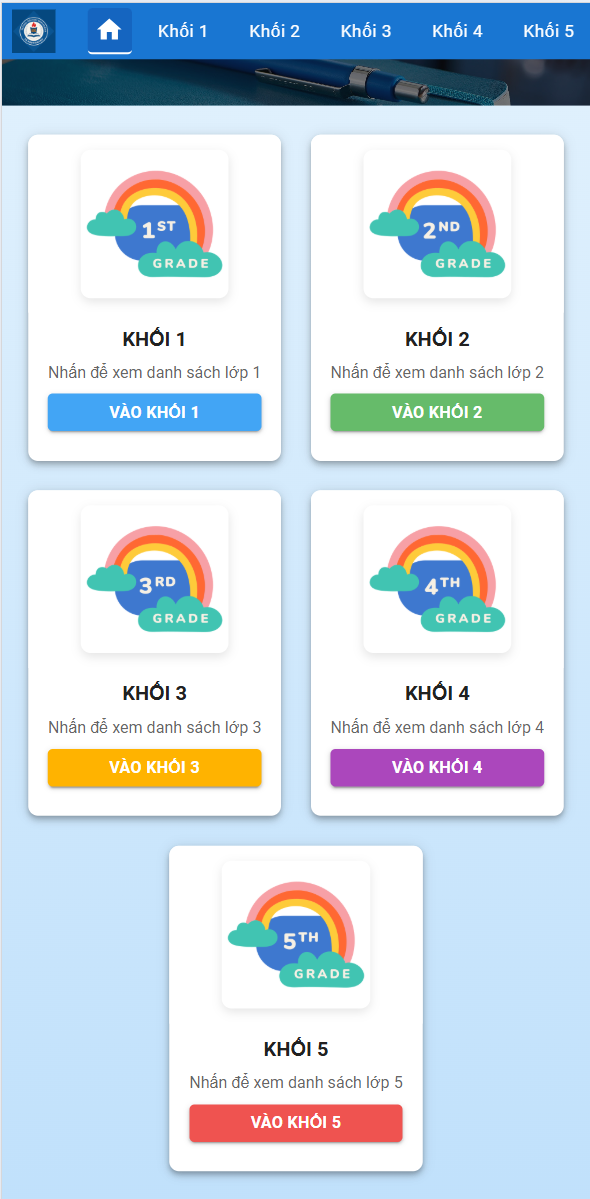 Khối 1 Khối 2 Khối 3 Khối 4 Khối 5
1ST
GRADE
KHỐI 1
Nhấn để xem danh sách lớp 1
VÀO KHỐI 1
2ND
GRADE
KHỐI 2
Nhấn để xem danh sách lớp 2
VÀO KHỐI 2
3RD
GRADE
KHỐI 3
Nhấn để xem danh sách lớp 3
VÀO KHỐI 3
4TH
GRADE
KHỐI 4
Nhấn để xem danh sách lớp 4
VÀO KHỐI 4
5TH
GRADE
KHỐI 5
Nhấn để xem danh sách lớp 5
VÀO KHỐI 5